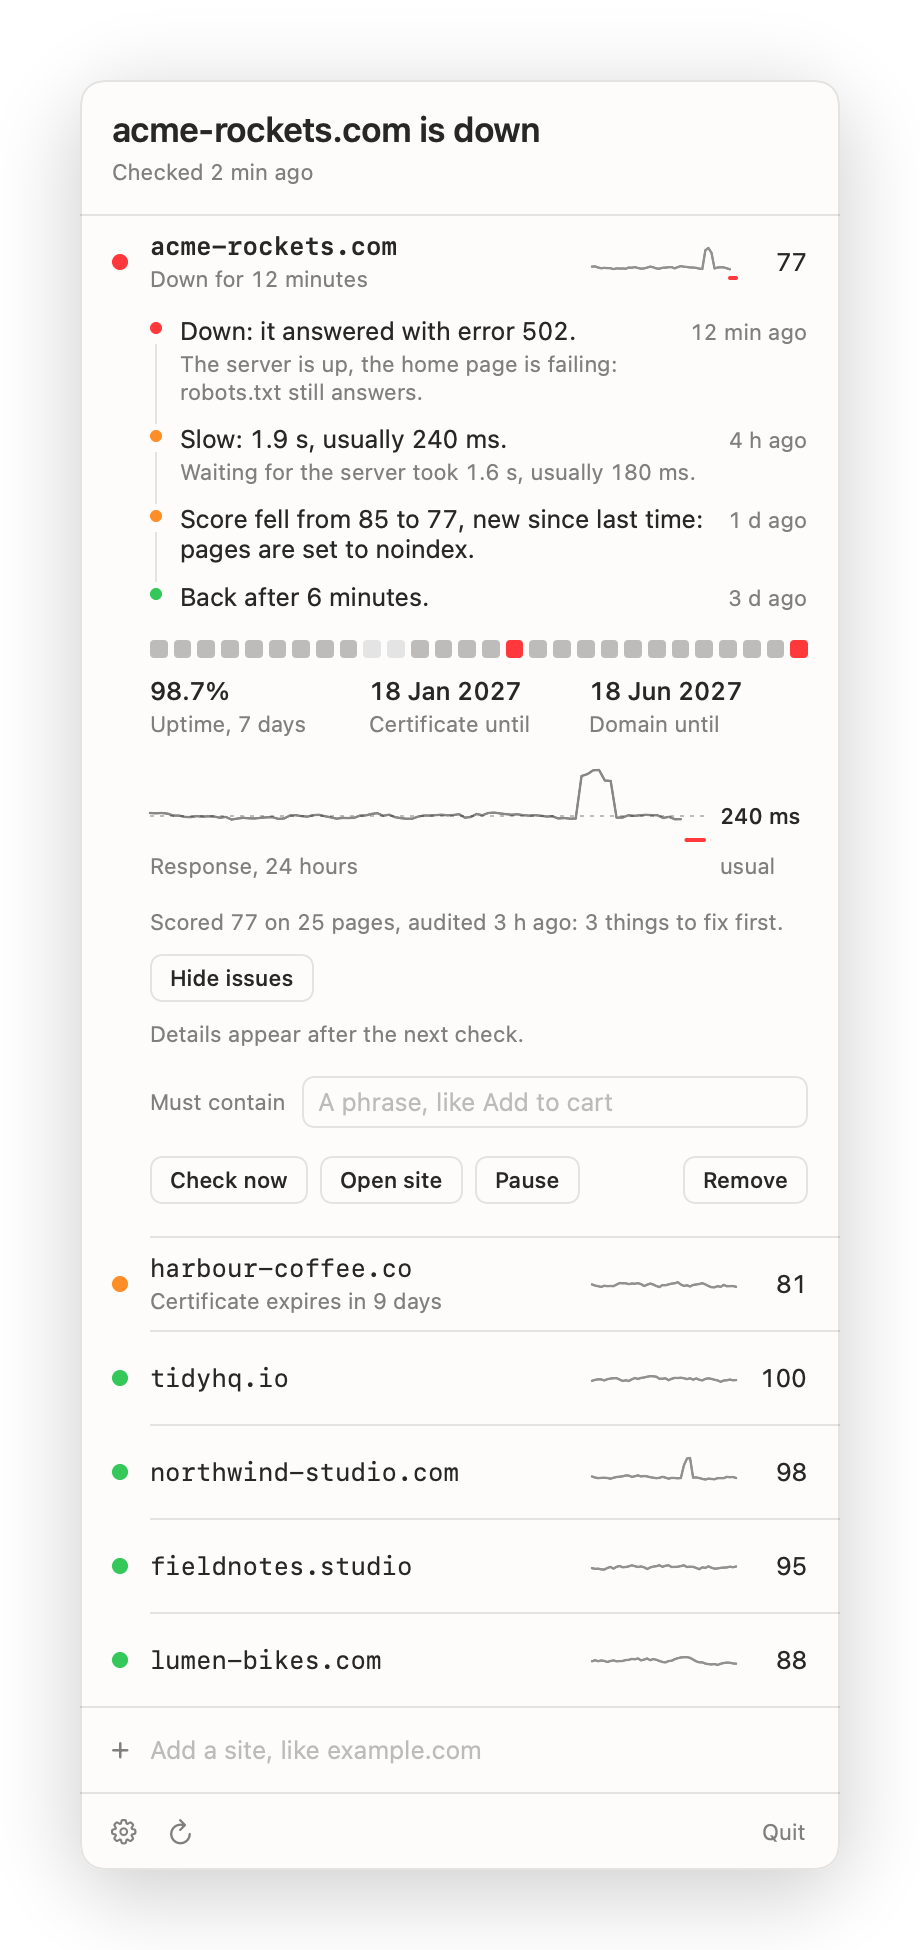 acme-rockets.com is down
Checked 2 min ago
acme-rockets.com 77
Down for 12 minutes
Down: it answered with error 502. 12 min ago
The server is up, the home page is failing:
robots.txt still answers.
Slow: 1.9 s, usually 240 ms. 4 h ago
Waiting for the server took 1.6 s, usually 180 ms.
Score fell from 85 to 77, new since last time: 1 d ago
pages are set to noindex.
Back after 6 minutes. 3 d ago
98.7% 18 Jan 2027 18 Jun 2027
Uptime, 7 days Certificate until Domain until
240 ms
Response, 24 hours usual
Scored 77 on 25 pages, audited 3 h ago: 3 things to fix first.
Hide issues
Details appear after the next check.
Must contain A phrase, like Add to cart
Check now Open site Pause Remove
harbour-coffee.co 81
Certificate expires in 9 days
tidyhq.io 100
northwind-studio.com 98
fieldnotes.studio 95
lumen-bikes.com 88
+ Add a site, like example.com
Quit